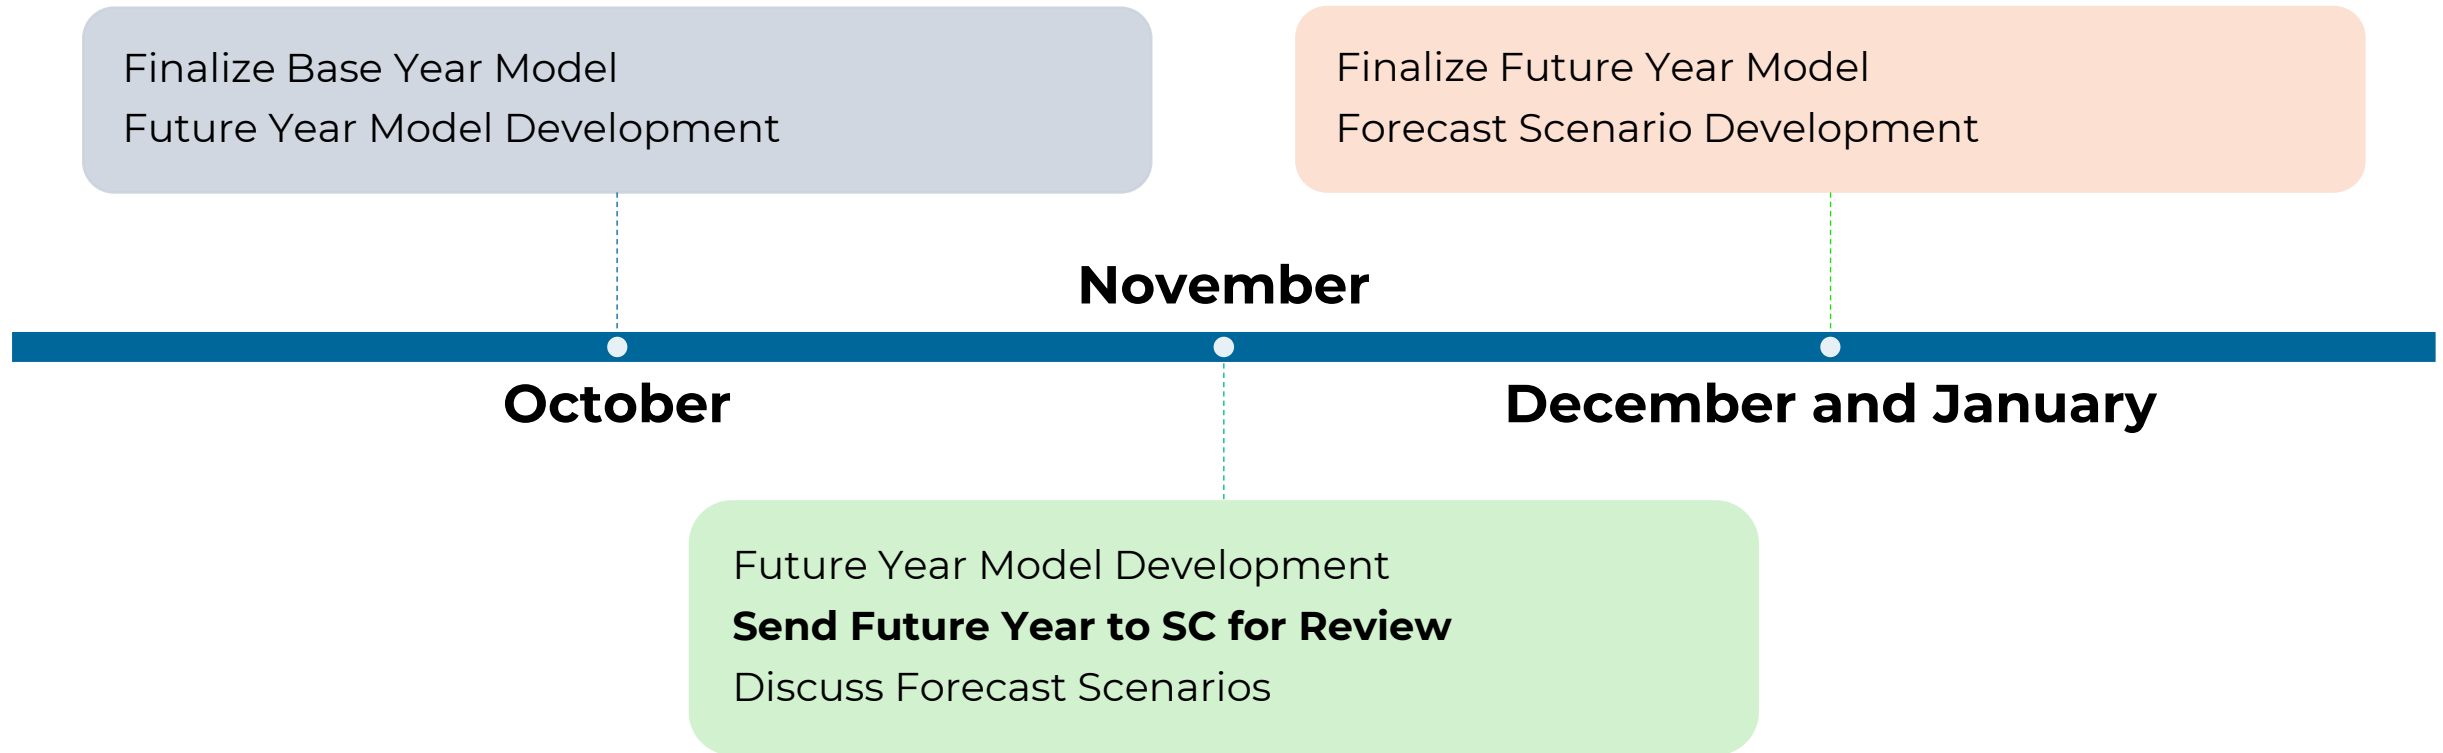 Finalize Base Year Model
Future Year Model Development
Finalize Future Year Model
Forecast Scenario Development
November
October
December and January
Future Year Model Development
Send Future Year to SC for Review
Discuss Forecast Scenarios